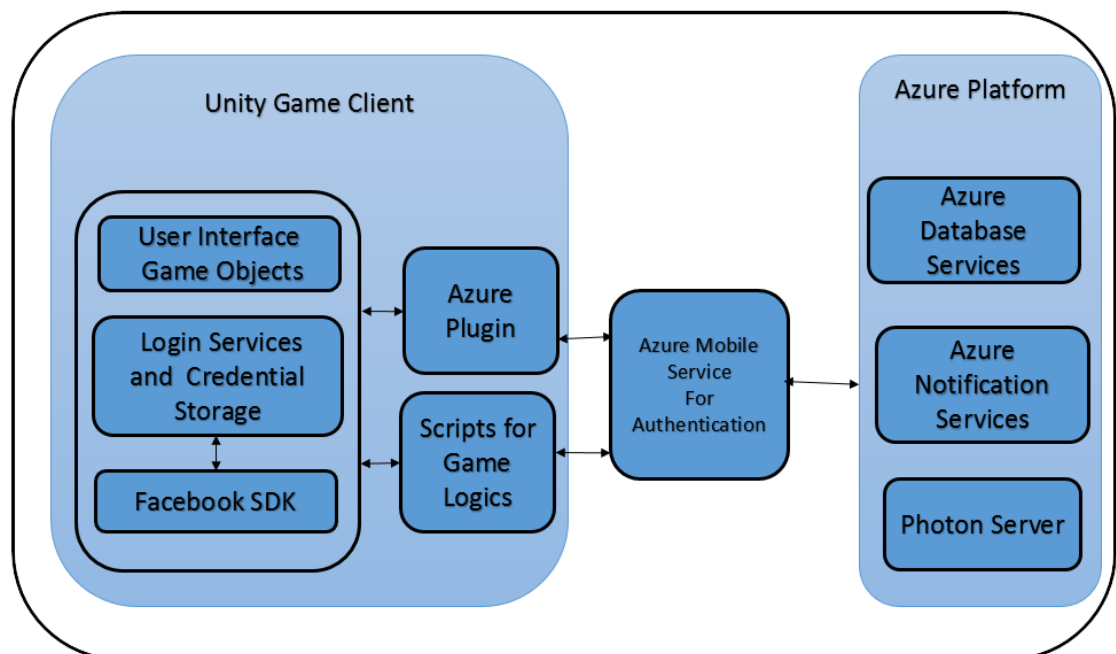 Unity Game Client
User Interface
Game Objects
Login Services
and Credential
Storage
Facebook SDK
Azure
Plugin
Scripts for
Game
Logics
Azure Mobile
Service
For
Authentication
Azure Platform
Azure
Database
Services
Azure
Notification
Services
Photon Server